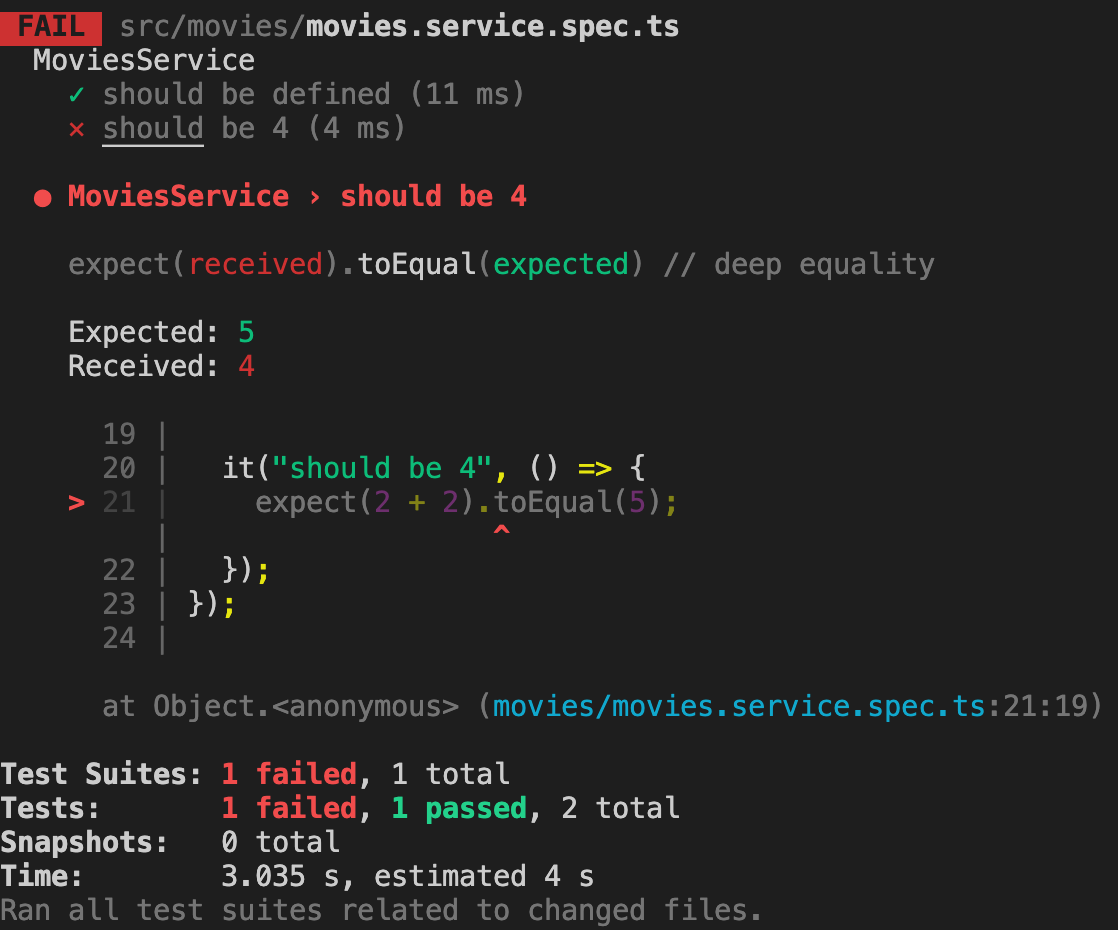 FAIL src/movies/movies.service.spec.ts
MoviesService
✓ should be defined (11 ms)
✕ should be 4 (4 ms)
● MoviesService › should be 4
expect(received).toEqual(expected) // deep equality
Expected: 5
Received: 4
19 |
20 |   it("should be 4", () => {
> 21 |     expect(2 + 2).toEqual(5);
|                   ^
22 |   });
23 | });
24 |
at Object.<anonymous> (movies/movies.service.spec.ts:21:19)
Test Suites: 1 failed, 1 total
Tests:       1 failed, 1 passed, 2 total
Snapshots:   0 total
Time:        3.035 s, estimated 4 s
Ran all test suites related to changed files.